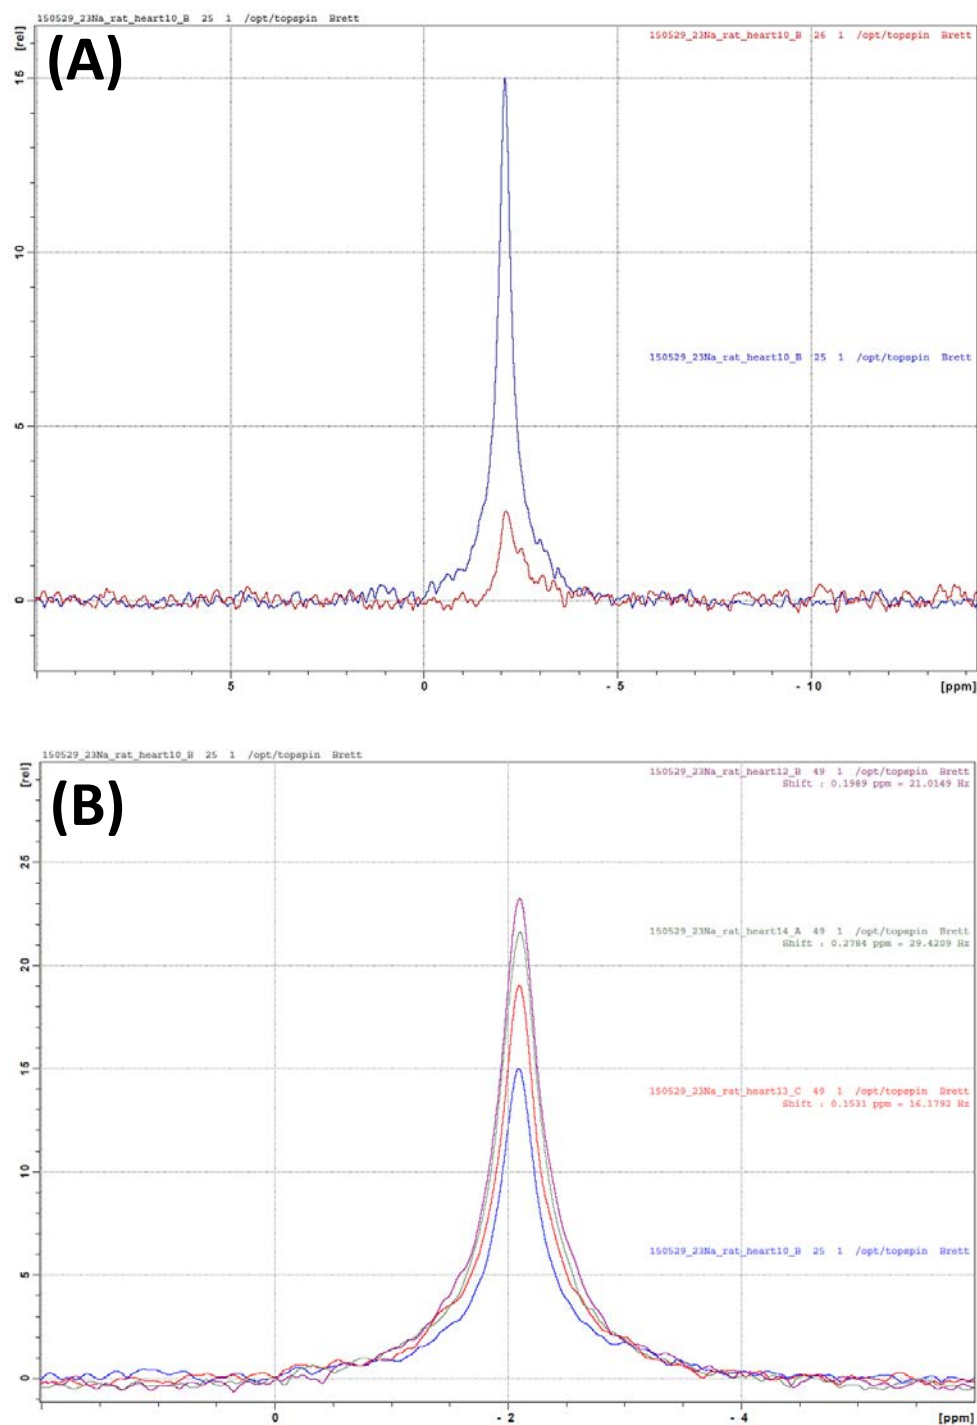 150529_23Na_rat_heart10_B 25 1 /opt/topspin Brett
[rel]
(A)
150529_23Na_rat_heart10_B 26 1 /opt/topspin Brett
15
10
150529_23Na_rat_heart10_B 25 1 /opt/topspin Brett
5
0
5 0 - 5 - 10 [ppm]
150529_23Na_rat_heart10_B 25 1 /opt/topspin Brett
[rel]
(B)
150529_23Na_rat_heart12_B 49 1 /opt/topspin Brett
Shift : 0.1989 ppm = 21.0149 Hz
25
150529_23Na_rat_heart14_A 49 1 /opt/topspin Brett
Shift : 0.2784 ppm = 29.4209 Hz
20
15
150529_23Na_rat_heart13_C 49 1 /opt/topspin Brett
Shift : 0.1531 ppm = 16.1792 Hz
10
150529_23Na_rat_heart10_B 25 1 /opt/topspin Brett
5
0
0 - 2 - 4 [ppm]